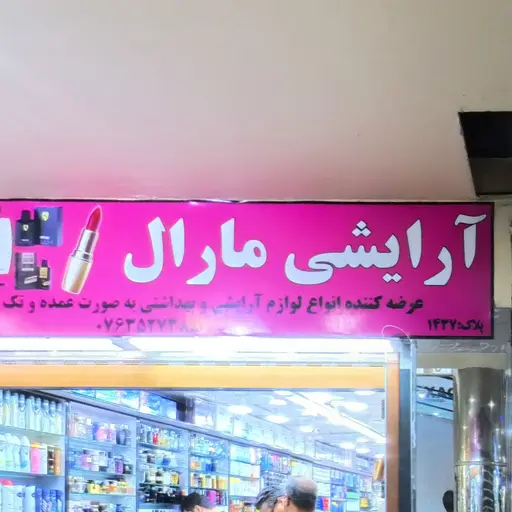 آرایشی مارال
عرضه کننده انواع لوازم آرایشی و بهداشتی به صورت عمده و تک
پلاک:۱۴۳۷